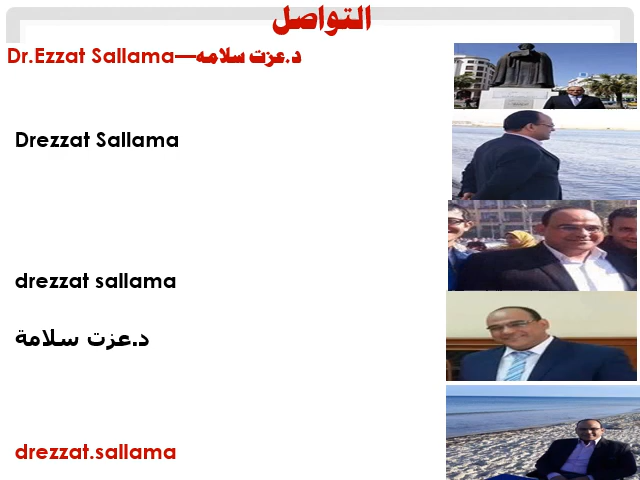 التواصل
Dr.Ezzat Sallama—د.عزت سلامه
Drezzat Sallama
drezzat sallama
د.عزت سلامة
drezzat.sallama